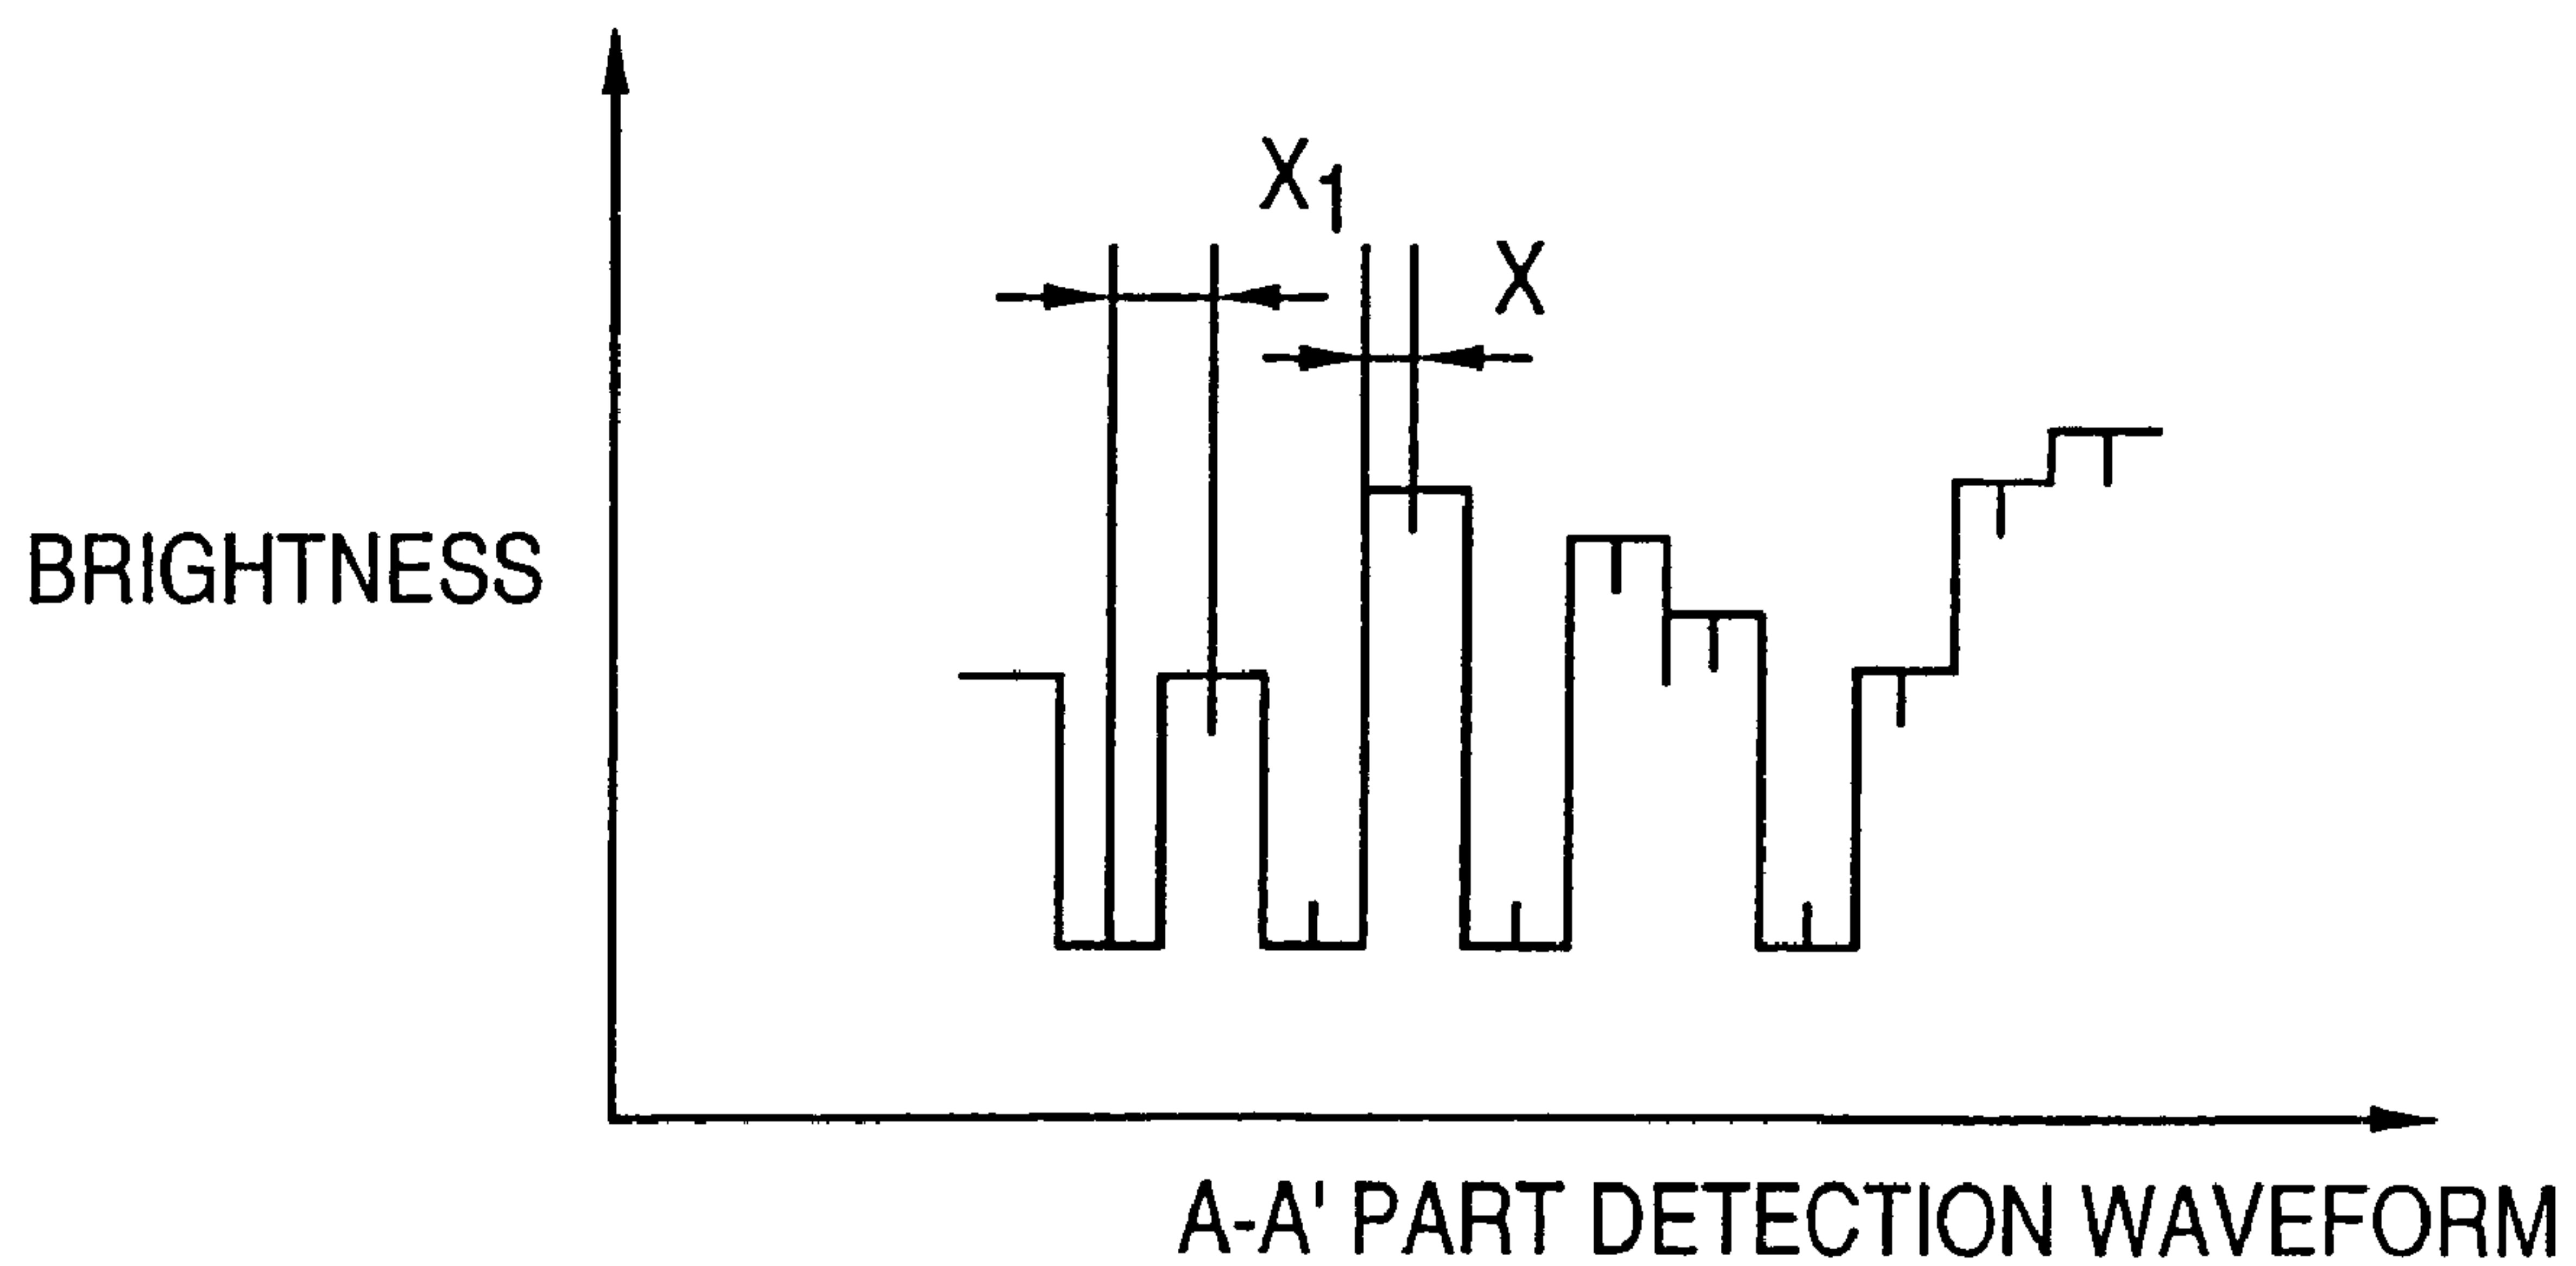 X1
X
BRIGHTNESS
A-A' PART DETECTION WAVEFORM